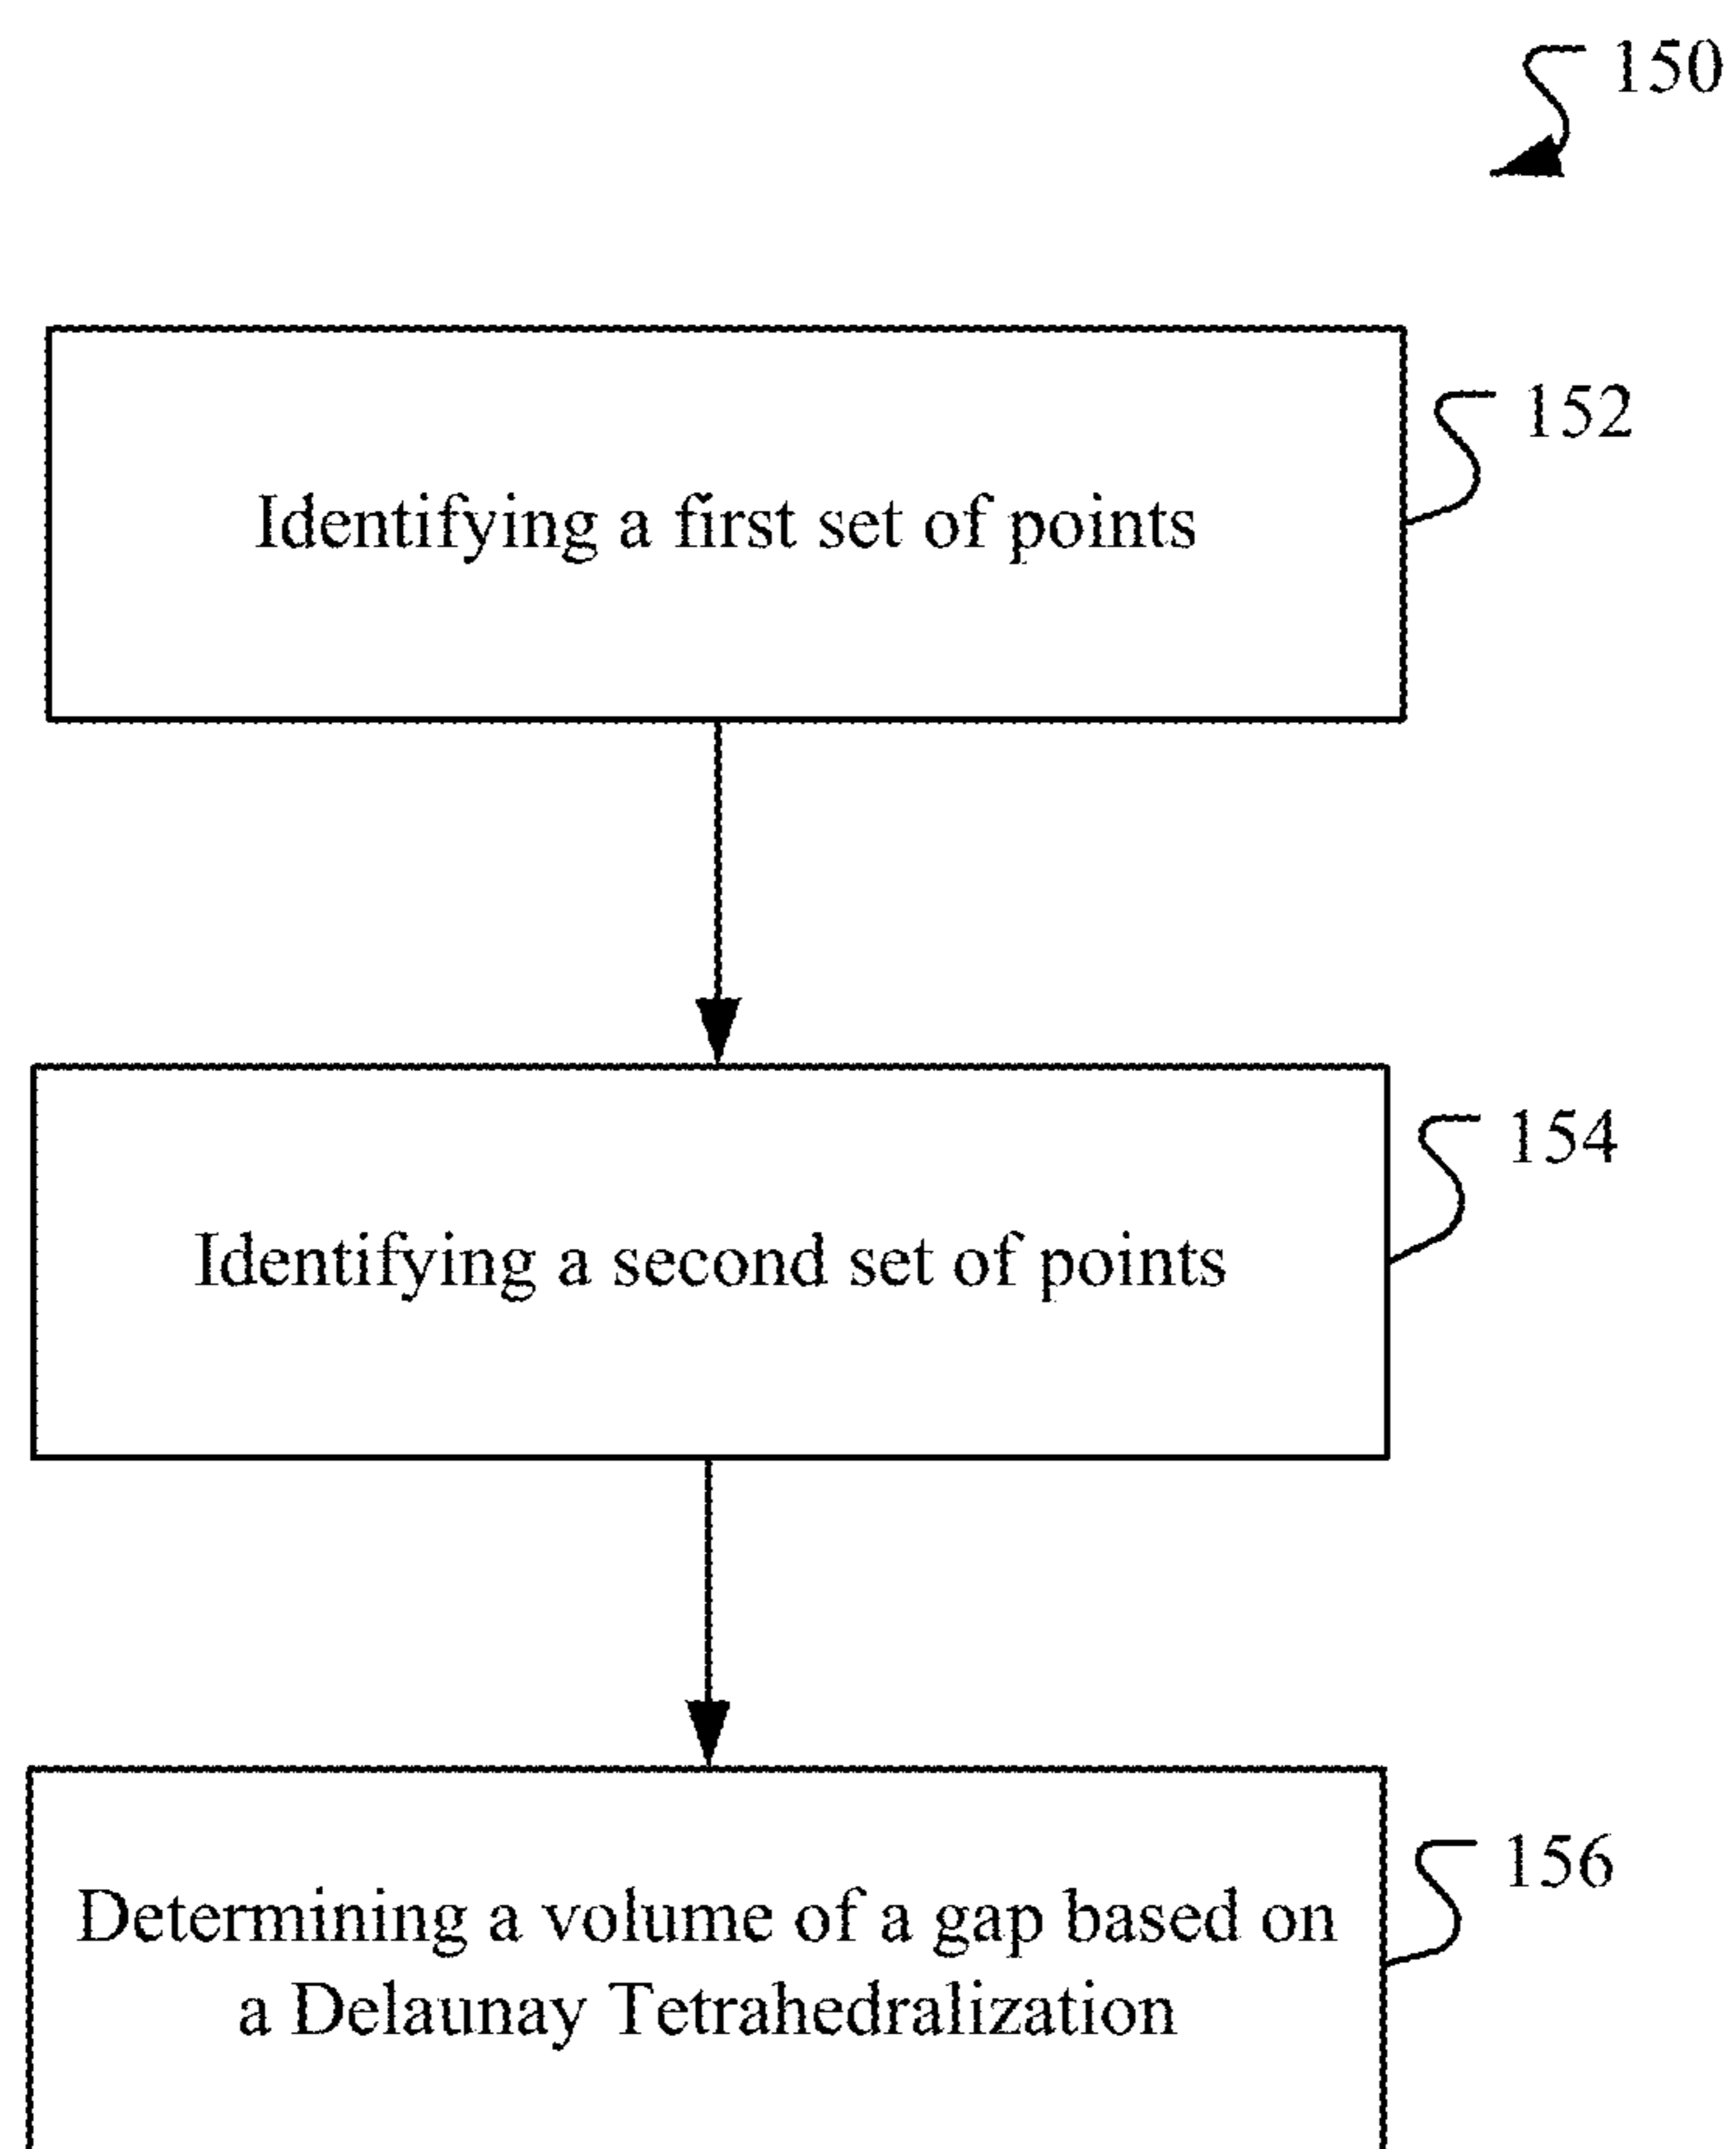 150
152
Identifying a first set of points
154
Identifying a second set of points
156
Determining a volume of a gap based on
a Delaunay Tetrahedralization